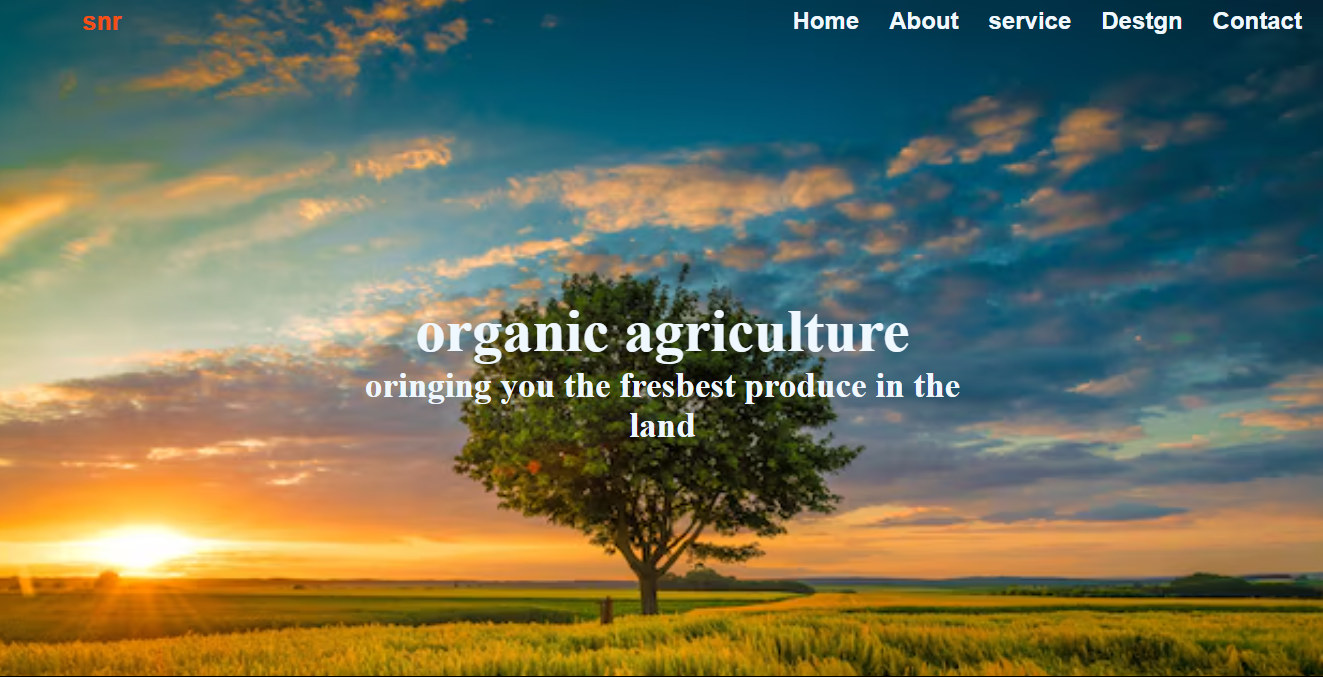 snr
Home About service Destgn Contact
organic agriculture
oringing you the fresbest produce in the
land